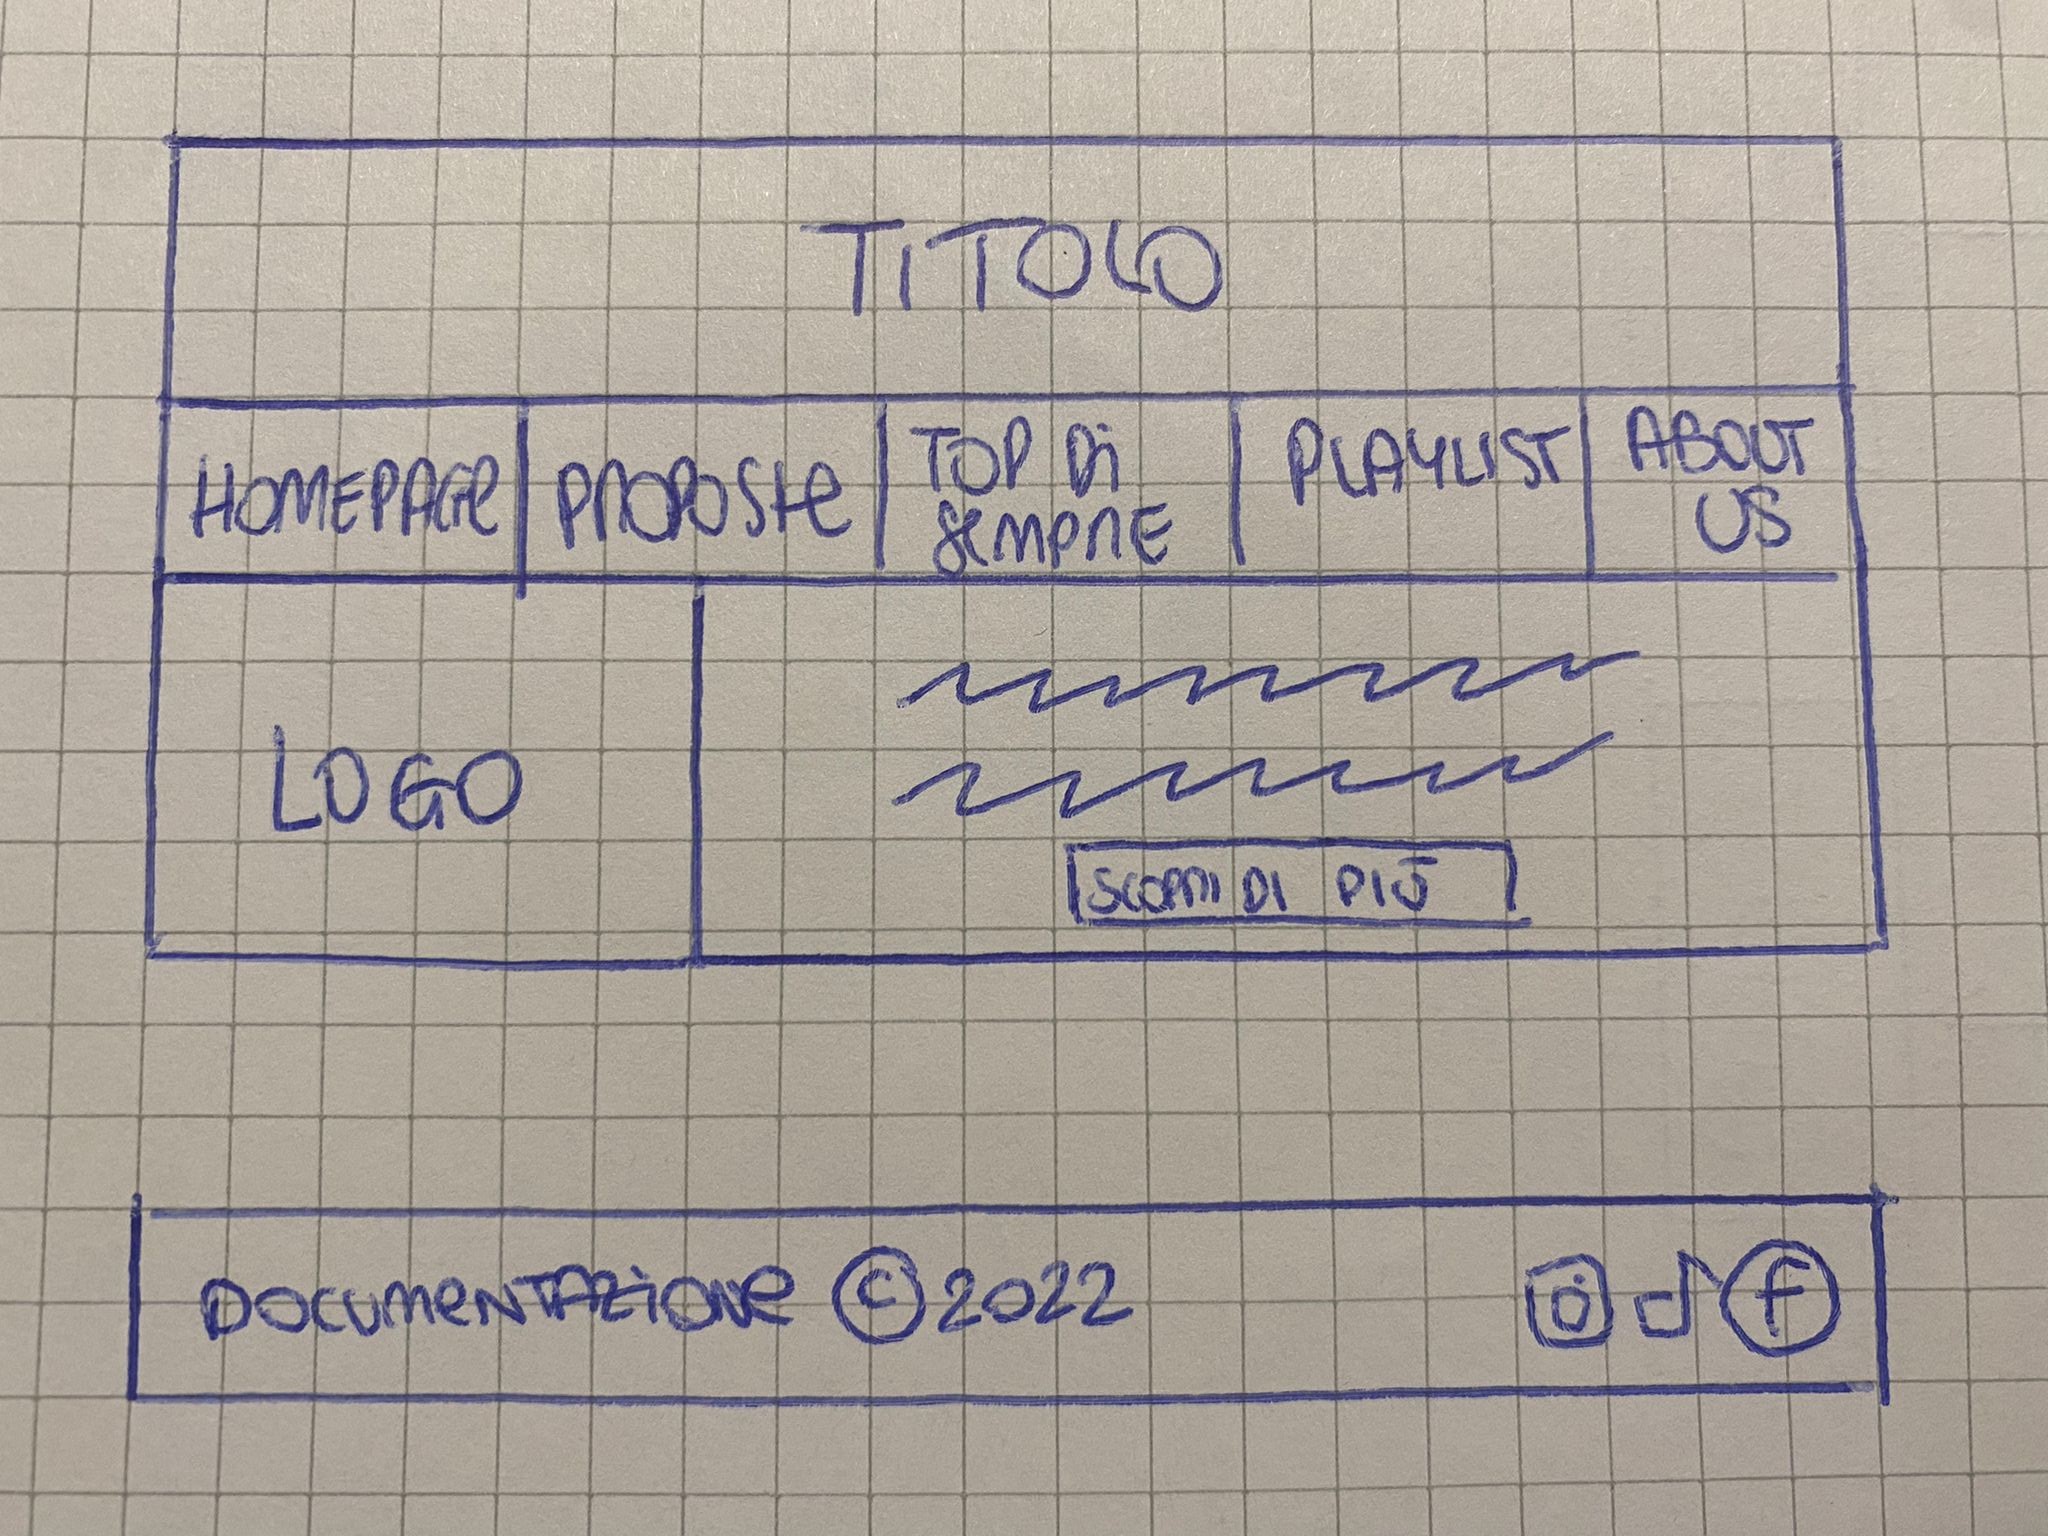 TiTOLO
HOMEPAGe
PROPOSte
TOP Di
SEMPRE
PLAYLIST
ABOUT
US
LOGO
SCOPRI DI PIÙ
DOCUMeNTAZiONe © 2022
f